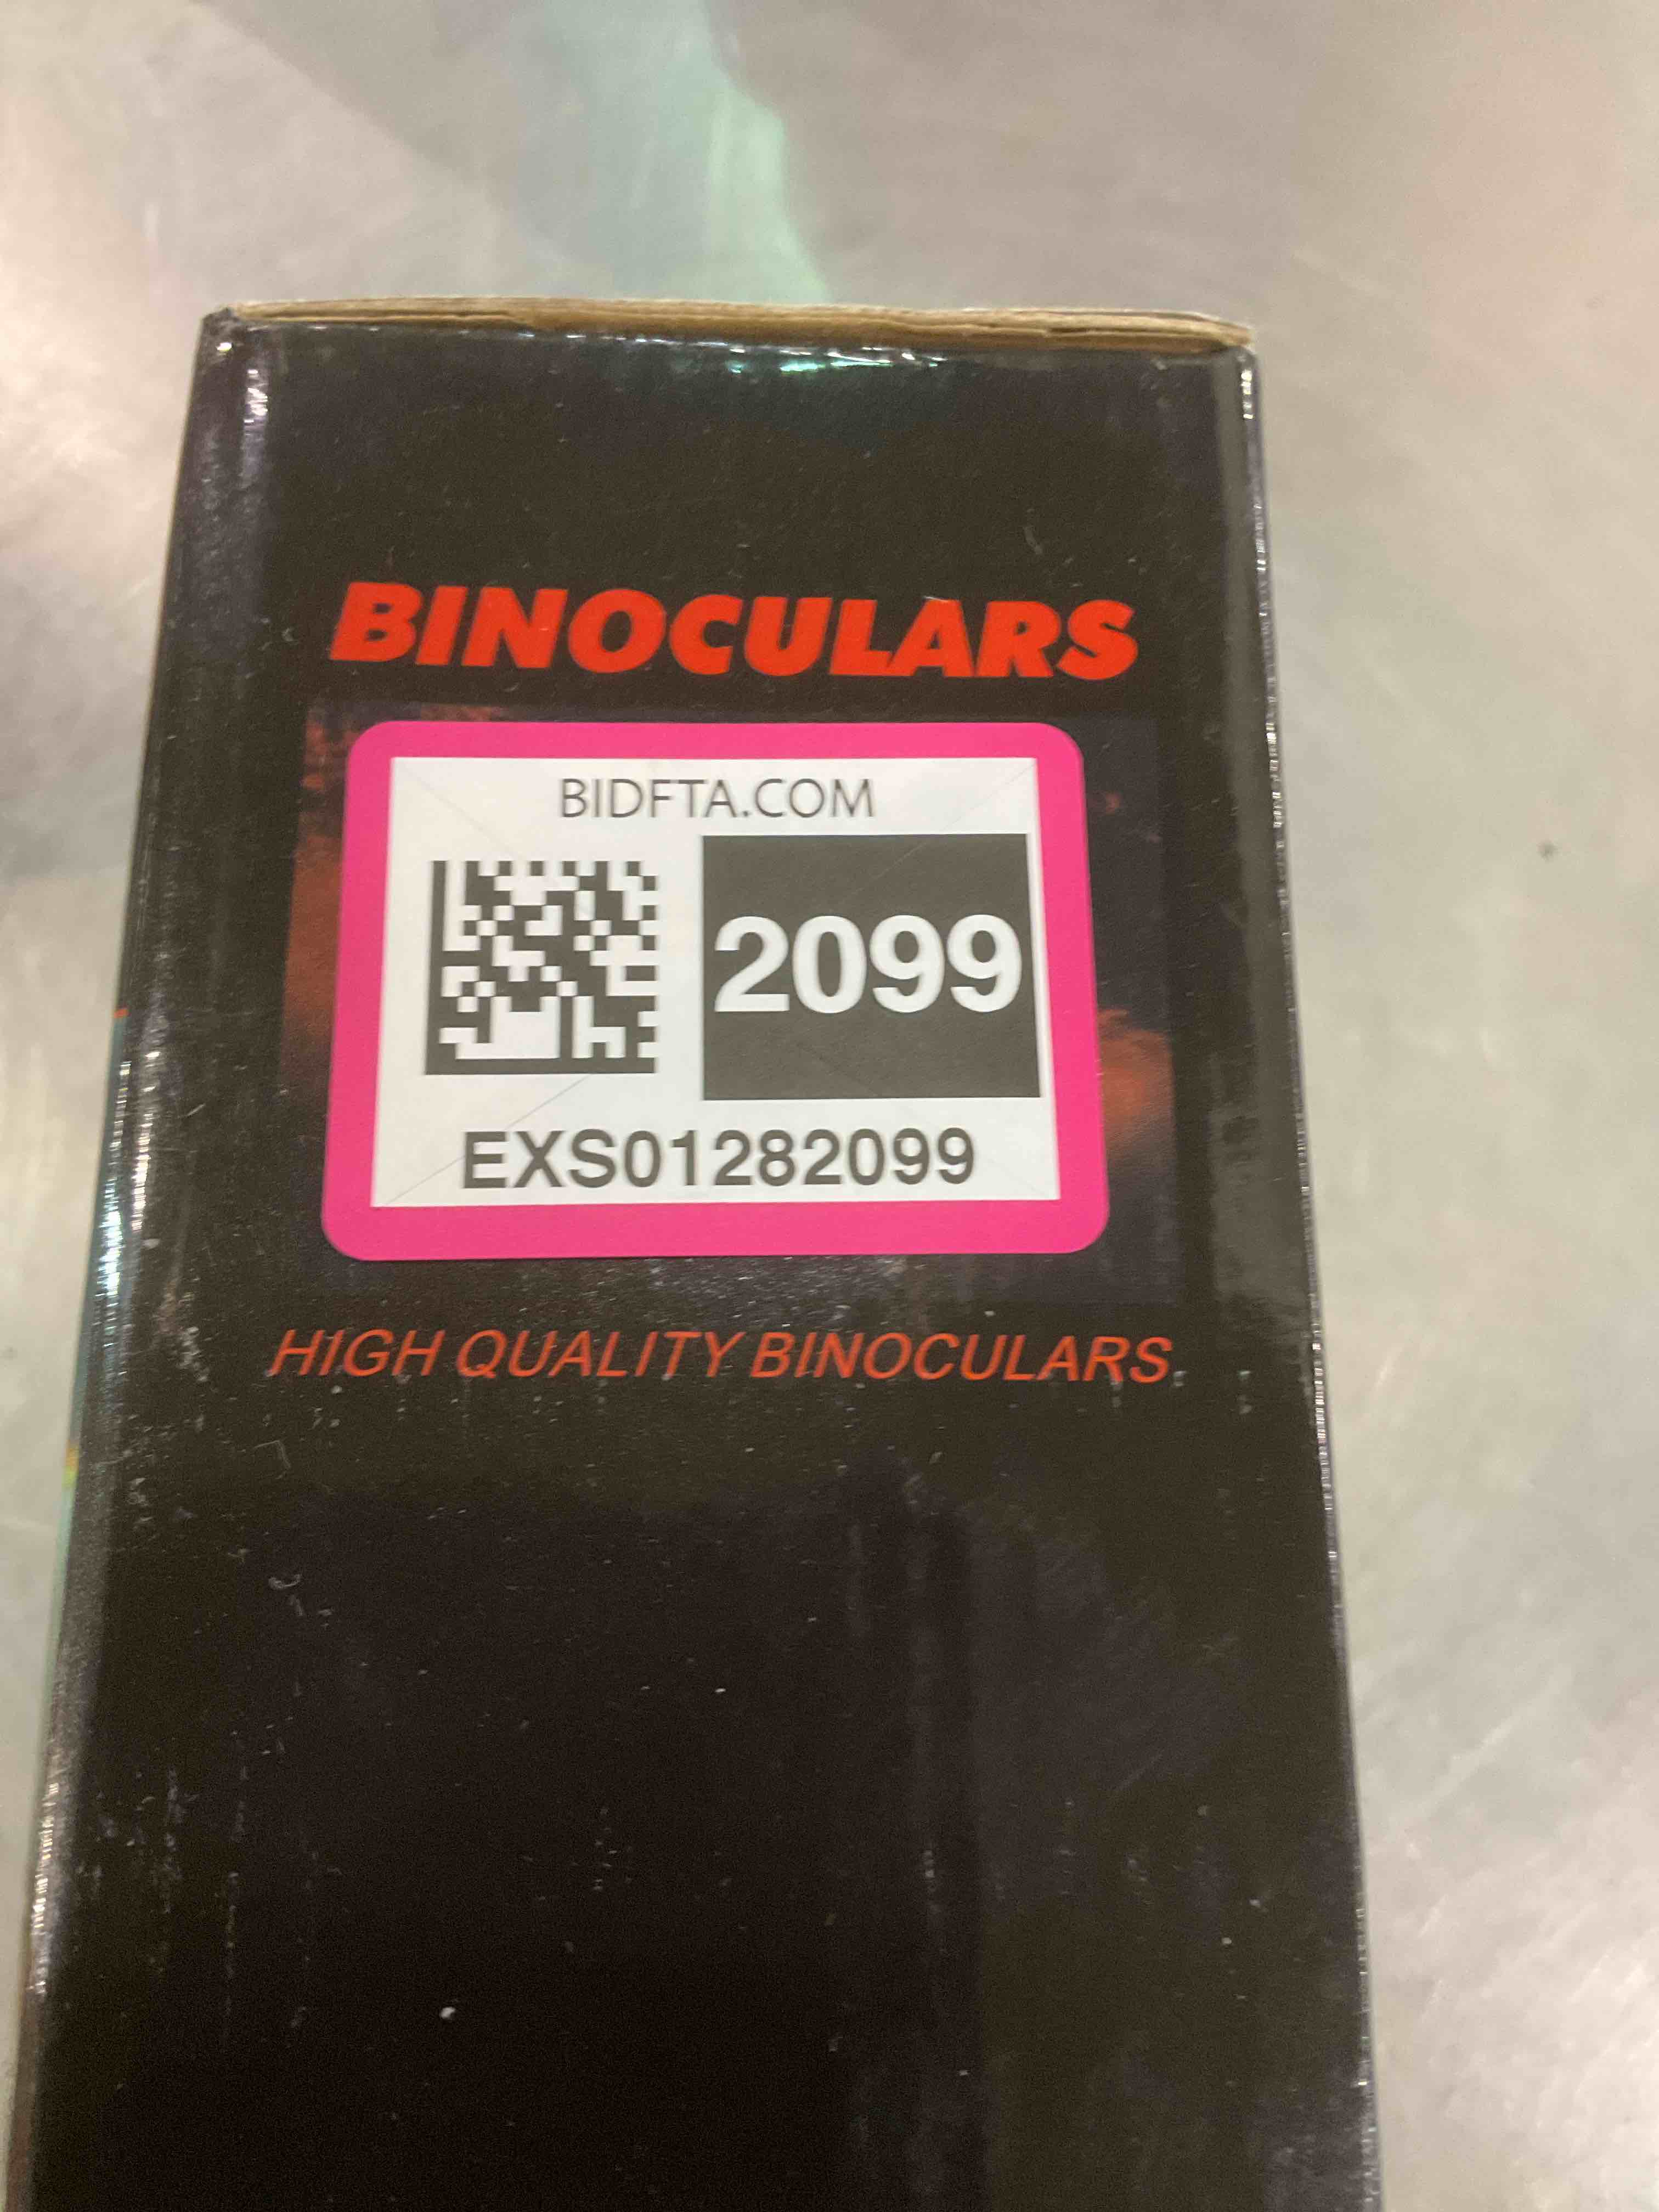 BINOCULARS
BIDFTA.COM
2099
EXS01282099
HIGH QUALITY BINOCULARS